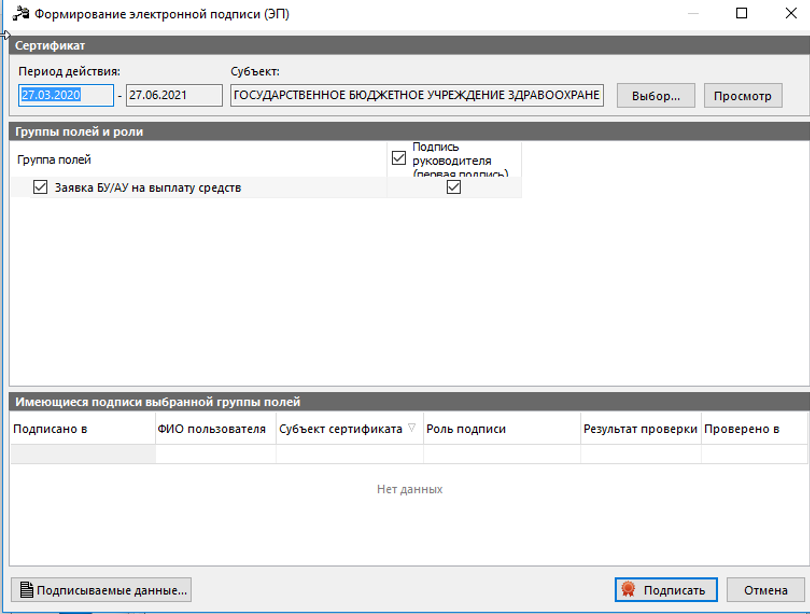 Формирование электронной подписи (ЭП)
Сертификат
Период действия: Субъект:
27.03.2020 - 27.06.2021 ГОСУДАРСТВЕННОЕ БЮДЖЕТНОЕ УЧРЕЖДЕНИЕ ЗДРАВООХРАНЕ Выбор... Просмотр
Группы полей и роли
Группа полей
Подпись
руководителя
(первая подпись)
Заявка БУ/АУ на выплату средств
Имеющиеся подписи выбранной группы полей
Подписано в ФИО пользователя Субъект сертификата Роль подписи Результат проверки Проверено в
Нет данных
Подписываемые данные... Подписать Отмена